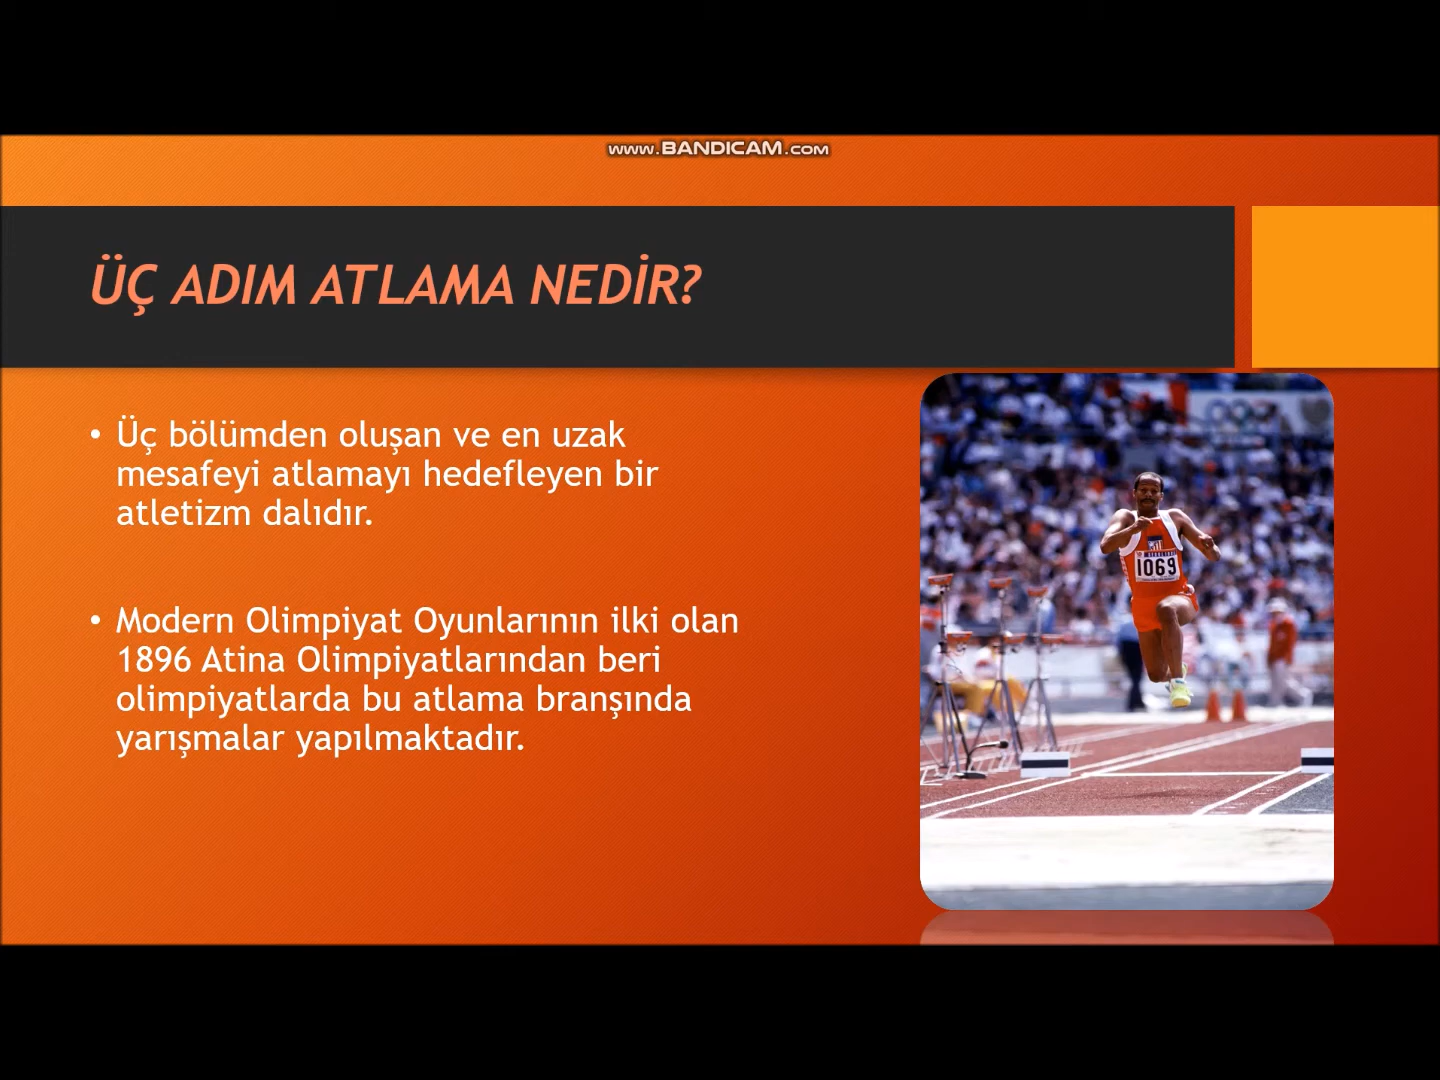 www.BANDICAM.com
ÜÇ ADIM ATLAMA NEDİR?
• Üç bölümden oluşan ve en uzak
mesafeyi atlamayı hedefleyen bir
atletizm dalıdır.
• Modern Olimpiyat Oyunlarının ilki olan
1896 Atina Olimpiyatlarından beri
olimpiyatlarda bu atlama branşında
yarışmalar yapılmaktadır.
1069